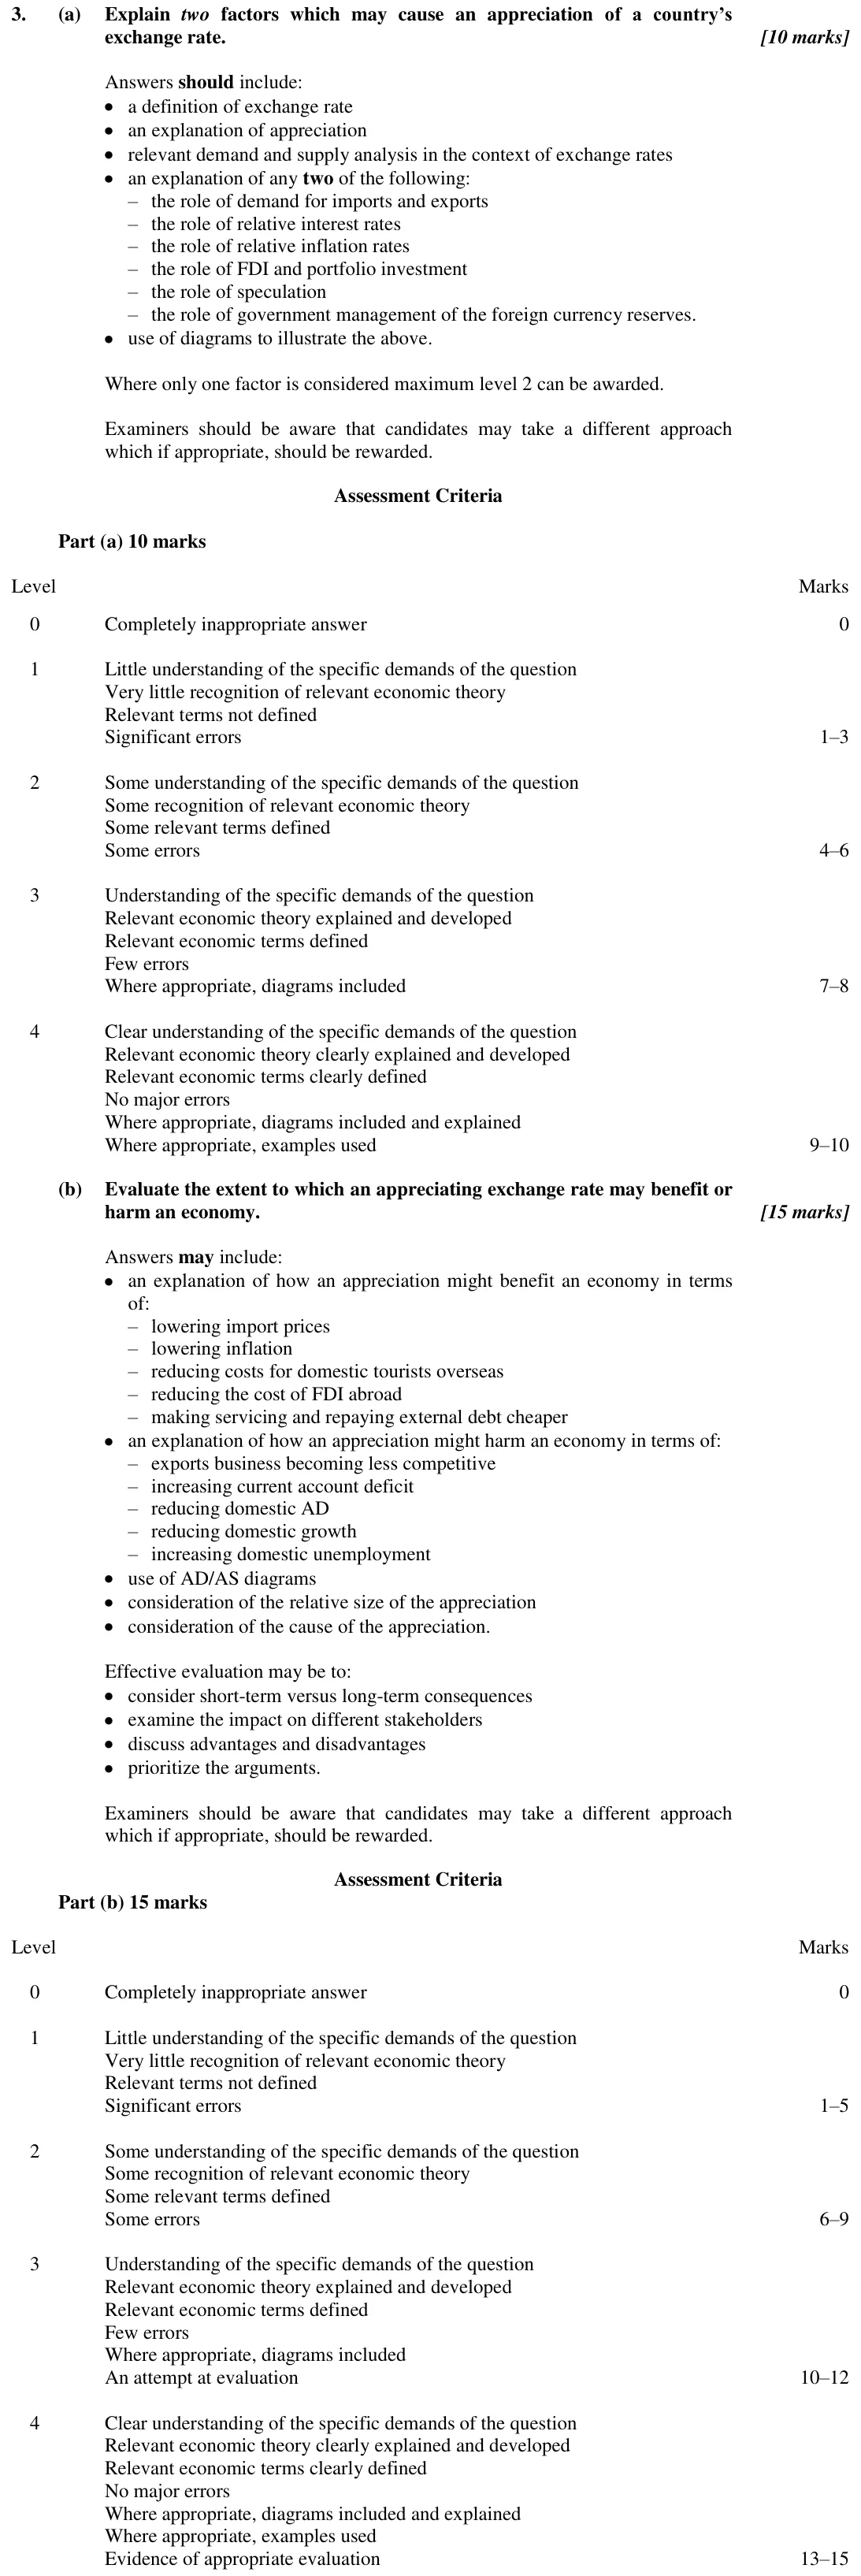 3. (a) Explain two factors which may cause an appreciation of a country's
exchange rate. [10 marks]
Answers should include:
• a definition of exchange rate
• an explanation of appreciation
• relevant demand and supply analysis in the context of exchange rates
• an explanation of any two of the following:
– the role of demand for imports and exports
– the role of relative interest rates
– the role of relative inflation rates
– the role of FDI and portfolio investment
– the role of speculation
– the role of government management of the foreign currency reserves.
• use of diagrams to illustrate the above.
Where only one factor is considered maximum level 2 can be awarded.
Examiners should be aware that candidates may take a different approach
which if appropriate, should be rewarded.
Assessment Criteria
Part (a) 10 marks
Level Marks
0 Completely inappropriate answer 0
1 Little understanding of the specific demands of the question
Very little recognition of relevant economic theory
Relevant terms not defined
Significant errors 1–3
2 Some understanding of the specific demands of the question
Some recognition of relevant economic theory
Some relevant terms defined
Some errors 4–6
3 Understanding of the specific demands of the question
Relevant economic theory explained and developed
Relevant economic terms defined
Few errors
Where appropriate, diagrams included 7–8
4 Clear understanding of the specific demands of the question
Relevant economic theory clearly explained and developed
Relevant economic terms clearly defined
No major errors
Where appropriate, diagrams included and explained
Where appropriate, examples used 9–10
(b) Evaluate the extent to which an appreciating exchange rate may benefit or
harm an economy. [15 marks]
Answers may include:
• an explanation of how an appreciation might benefit an economy in terms
of:
– lowering import prices
– lowering inflation
– reducing costs for domestic tourists overseas
– reducing the cost of FDI abroad
– making servicing and repaying external debt cheaper
• an explanation of how an appreciation might harm an economy in terms of:
– exports business becoming less competitive
– increasing current account deficit
– reducing domestic AD
– reducing domestic growth
– increasing domestic unemployment
• use of AD/AS diagrams
• consideration of the relative size of the appreciation
• consideration of the cause of the appreciation.
Effective evaluation may be to:
• consider short-term versus long-term consequences
• examine the impact on different stakeholders
• discuss advantages and disadvantages
• prioritize the arguments.
Examiners should be aware that candidates may take a different approach
which if appropriate, should be rewarded.
Assessment Criteria
Part (b) 15 marks
Level Marks
0 Completely inappropriate answer 0
1 Little understanding of the specific demands of the question
Very little recognition of relevant economic theory
Relevant terms not defined
Significant errors 1–5
2 Some understanding of the specific demands of the question
Some recognition of relevant economic theory
Some relevant terms defined
Some errors 6–9
3 Understanding of the specific demands of the question
Relevant economic theory explained and developed
Relevant economic terms defined
Few errors
Where appropriate, diagrams included
An attempt at evaluation 10–12
4 Clear understanding of the specific demands of the question
Relevant economic theory clearly explained and developed
Relevant economic terms clearly defined
No major errors
Where appropriate, diagrams included and explained
Where appropriate, examples used
Evidence of appropriate evaluation 13–15